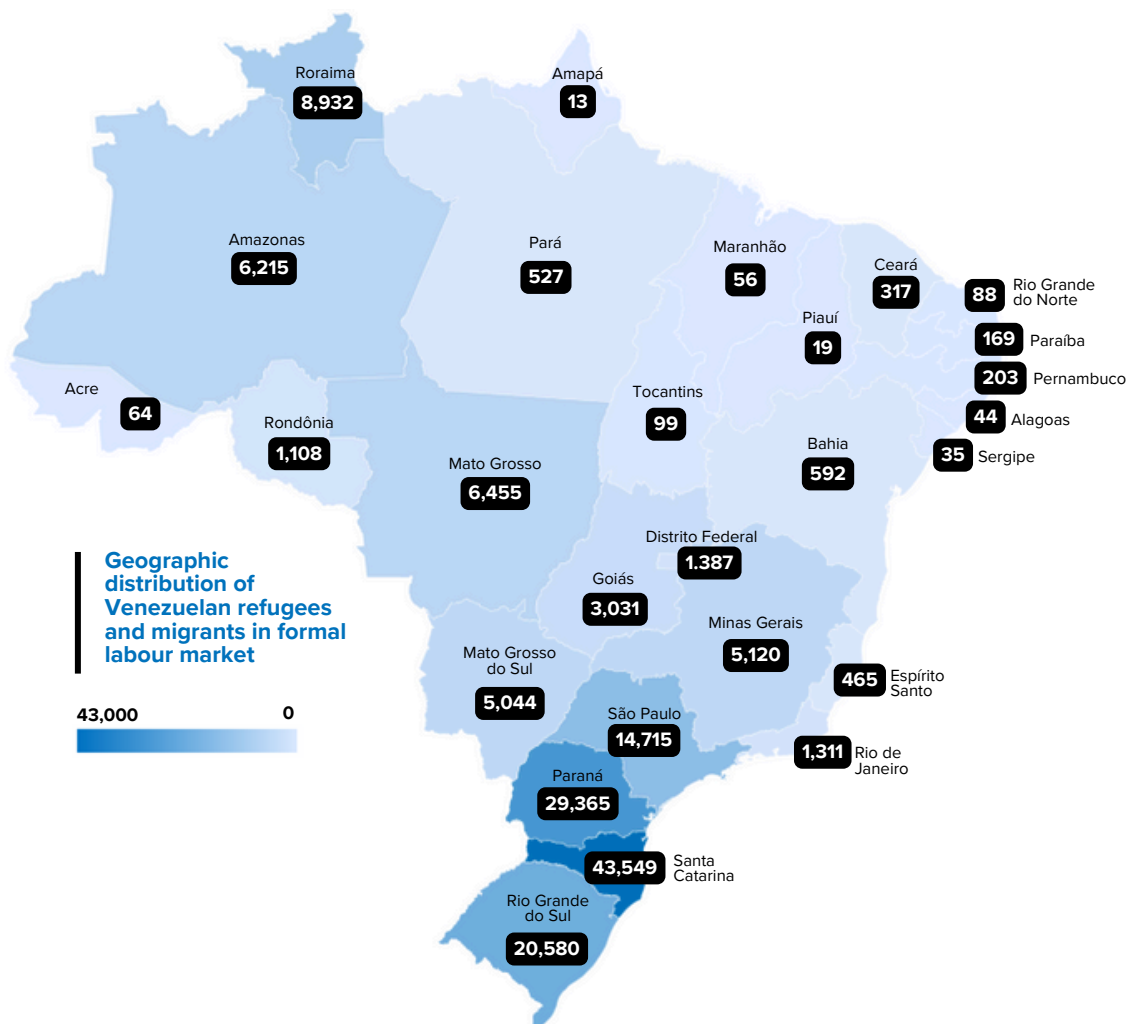 Roraima
8,932
Amapá
13
Amazonas
6,215
Pará
527
Maranhão
56
Ceará
317
88
Rio Grande
do Norte
Piauí
19
169
Paraíba
203
Pernambuco
Acre
64
Tocantins
99
44
Alagoas
Rondônia
1,108
Bahia
592
35
Sergipe
Mato Grosso
6,455
Distrito Federal
1.387
Geographic
distribution of
Venezuelan refugees
and migrants in formal
labour market
Goiás
3,031
Minas Gerais
5,120
Mato Grosso
do Sul
5,044
465
Espírito
Santo
43,000
0
São Paulo
14,715
1,311
Rio de
Janeiro
Paraná
29,365
43,549
Santa
Catarina
Rio Grande
do Sul
20,580